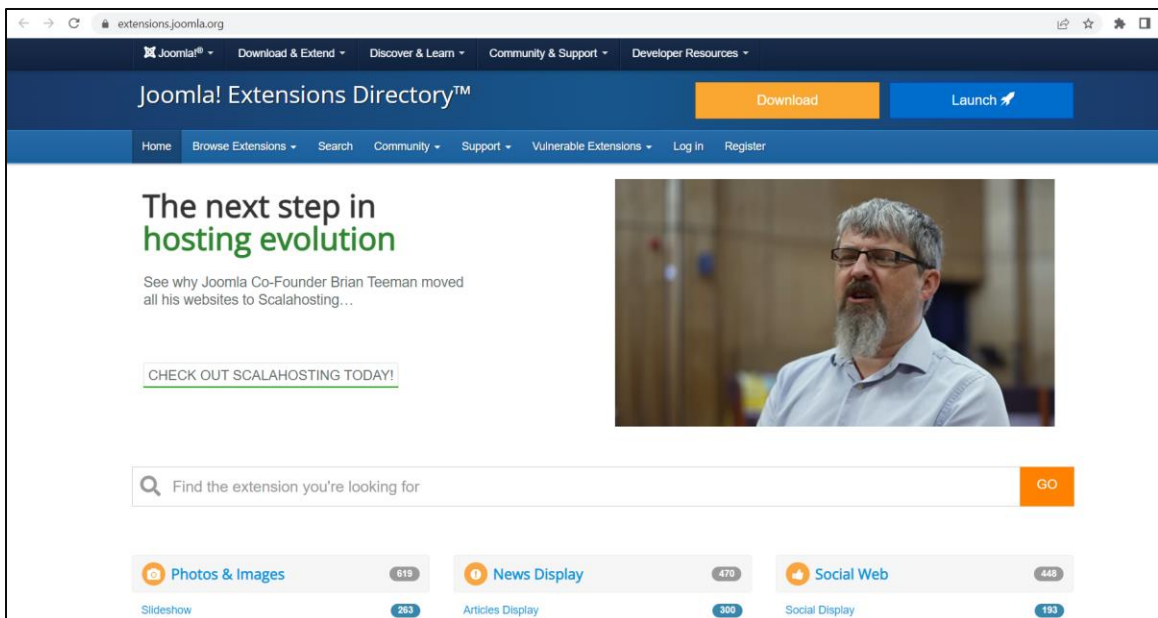 extensions.joomla.org
Joomla!® Download & Extend Discover & Learn Community & Support Developer Resources
Joomla! Extensions Directory™
Download
Launch
Home Browse Extensions Search Community Support Vulnerable Extensions Log in Register
The next step in
hosting evolution
See why Joomla Co-Founder Brian Teeman moved
all his websites to Scalahosting...
CHECK OUT SCALAHOSTING TODAY!
Find the extension you're looking for
GO
Photos & Images 619
News Display 470
Social Web 448
Slideshow 263
Articles Display 300
Social Display 193